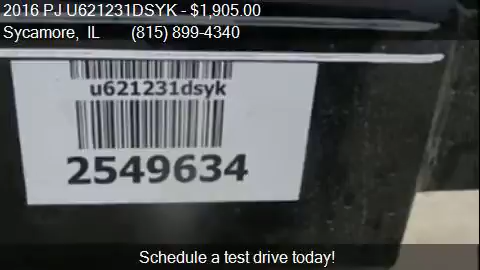 2016 PJ U621231DSYK - $1,905.00
Sycamore, IL (815) 899-4340
u621231dsyk
2549634
Schedule a test drive today!